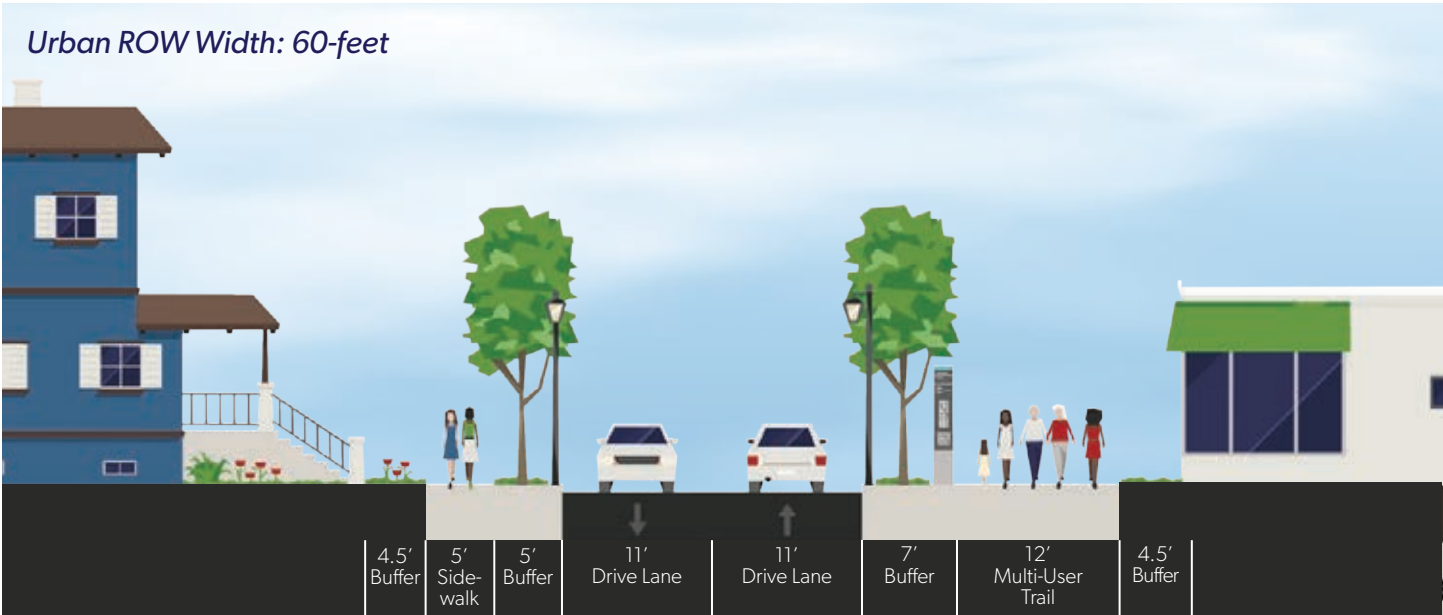 Urban ROW Width: 60-feet
4.5’
Buffer
5’
Side-
walk
5’
Buffer
11’
Drive Lane
11’
Drive Lane
7’
Buffer
12’
Multi-User
Trail
4.5’
Buffer